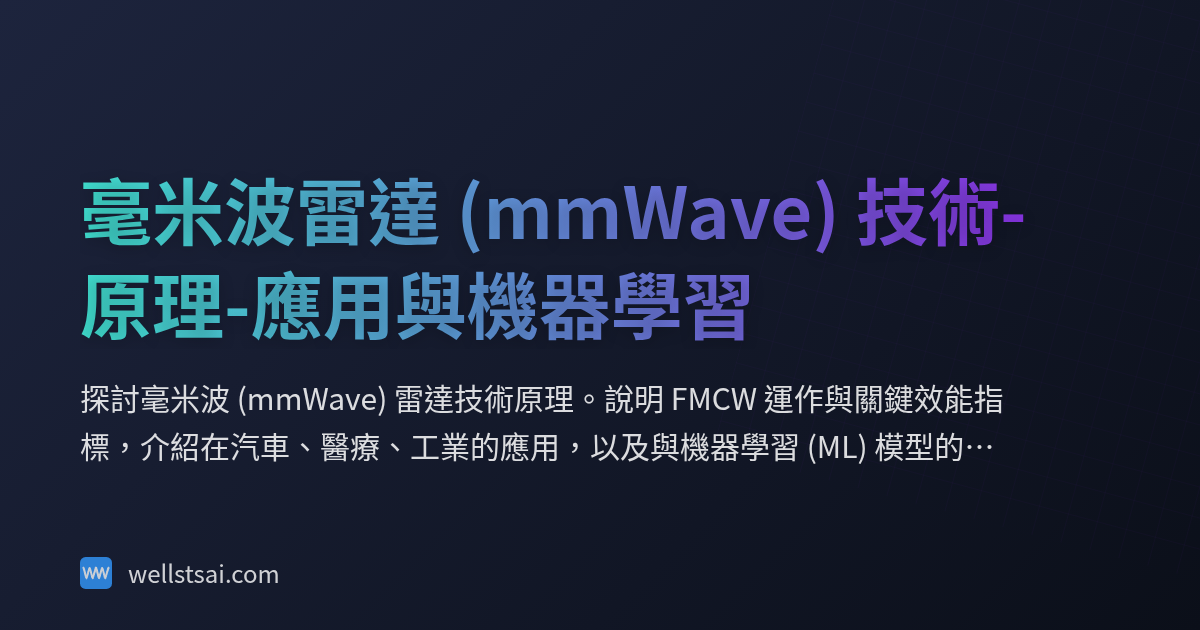 毫米波雷達 (mmWave) 技術-
原理-應用與機器學習
探討毫米波 (mmWave) 雷達技術原理。說明 FMCW 運作與關鍵效能指
標，介紹在汽車、醫療、工業的應用，以及與機器學習 (ML) 模型的…
WW wellstsai.com